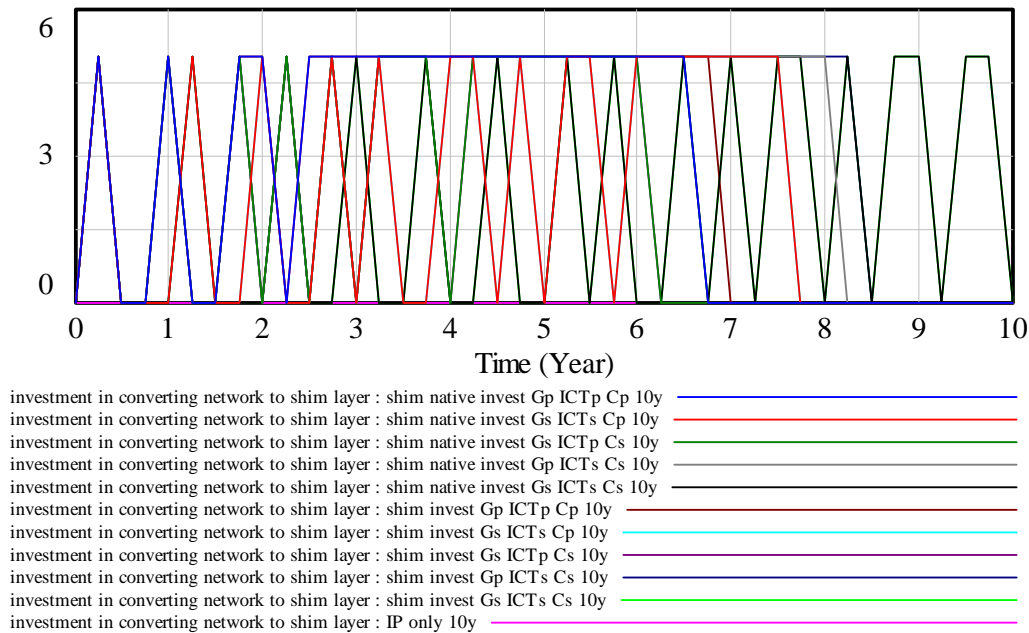 6
3
0
0 1 2 3 4 5 6 7 8 9 10
Time (Year)
investment in converting network to shim layer : shim native invest Gp ICTp Cp 10y
investment in converting network to shim layer : shim native invest Gs ICTs Cp 10y
investment in converting network to shim layer : shim native invest Gs ICTp Cs 10y
investment in converting network to shim layer : shim native invest Gp ICTs Cs 10y
investment in converting network to shim layer : shim native invest Gs ICTs Cs 10y
investment in converting network to shim layer : shim invest Gp ICTp Cp 10y
investment in converting network to shim layer : shim invest Gs ICTs Cp 10y
investment in converting network to shim layer : shim invest Gs ICTp Cs 10y
investment in converting network to shim layer : shim invest Gp ICTs Cs 10y
investment in converting network to shim layer : shim invest Gs ICTs Cs 10y
investment in converting network to shim layer : IP only 10y